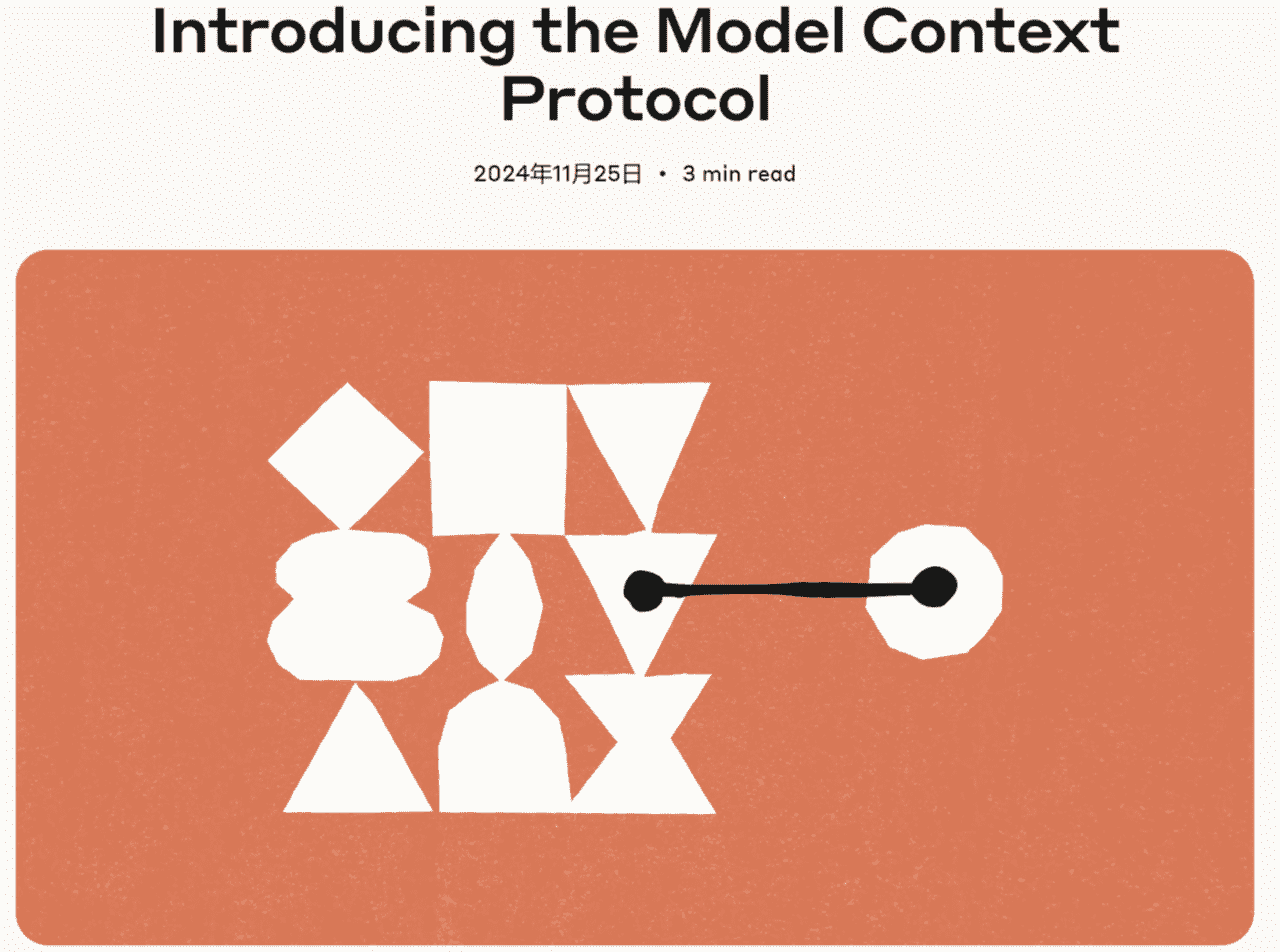 Introducing the Model Context
Protocol
2024年11月25日 • 3 min read